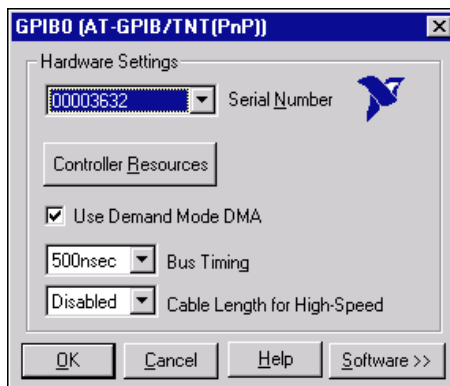 GPIB0 (AT-GPIB/TNT(PnP))
Hardware Settings
00003632 Serial Number
Controller Resources
Use Demand Mode DMA
500nsec Bus Timing
Disabled Cable Length for High-Speed
OK Cancel Help Software >>